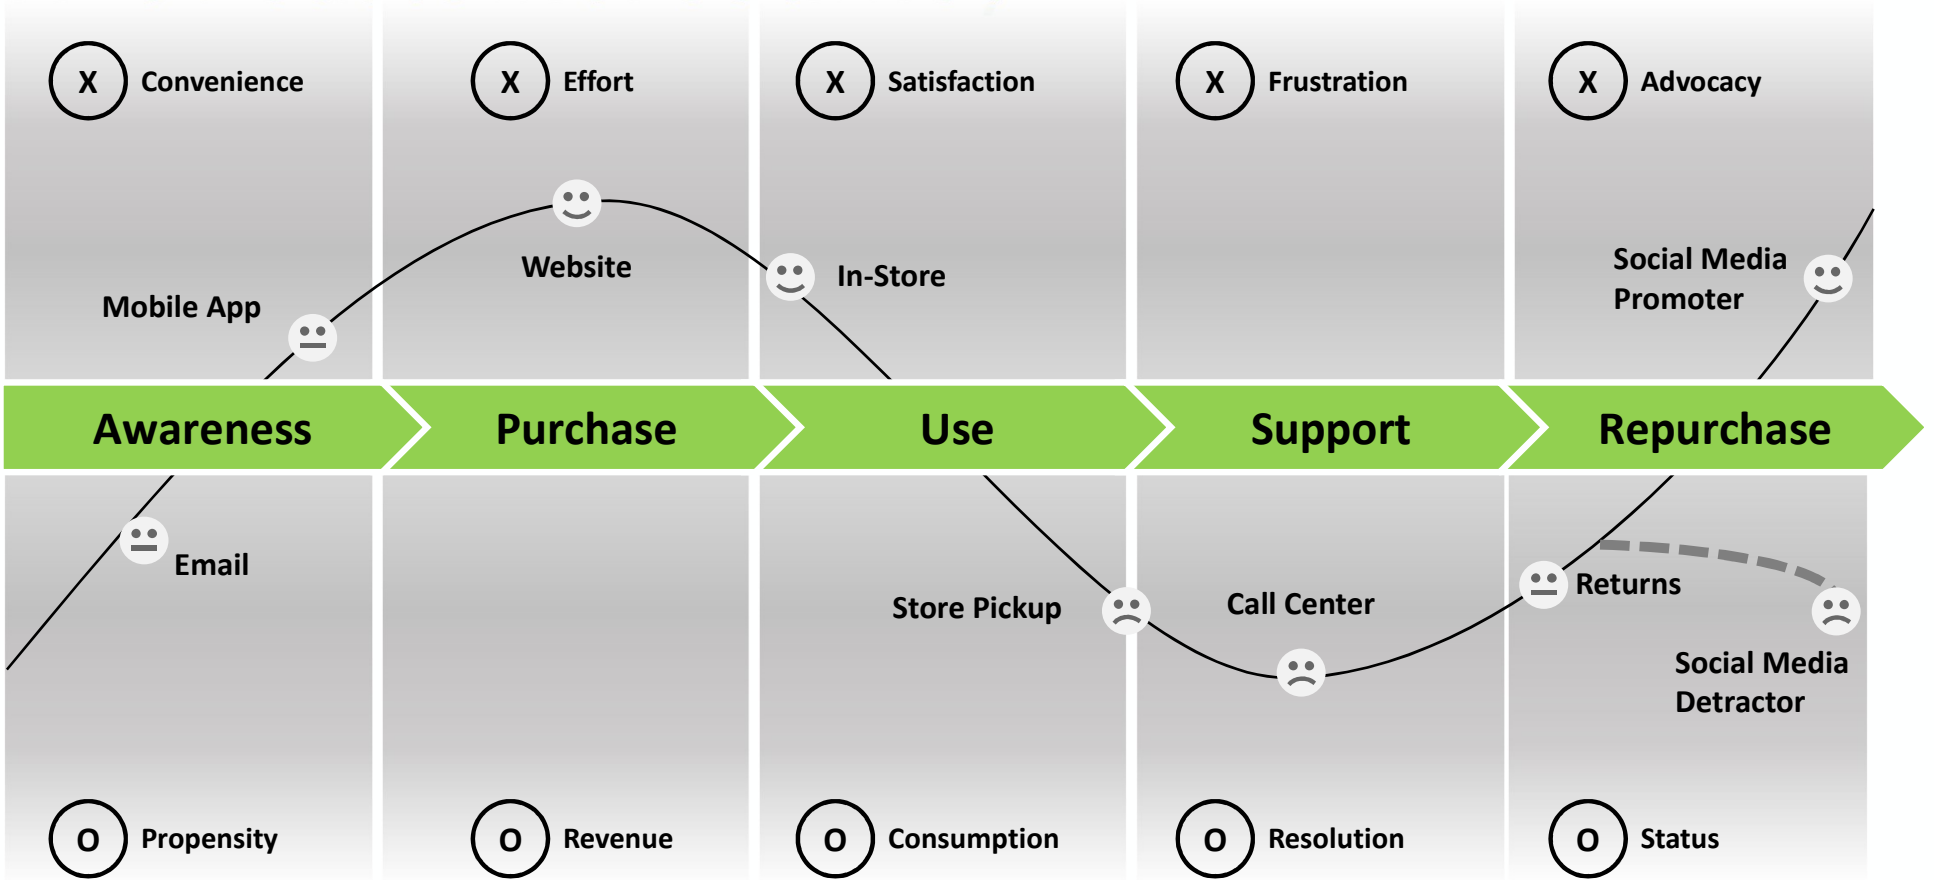 X Convenience
X Effort
X Satisfaction
X Frustration
X Advocacy
Website
In-Store
Mobile App
Social Media
Promoter
Awareness
Purchase
Use
Support
Repurchase
Email
Store Pickup
Call Center
Returns
Social Media
Detractor
O Propensity
O Revenue
O Consumption
O Resolution
O Status